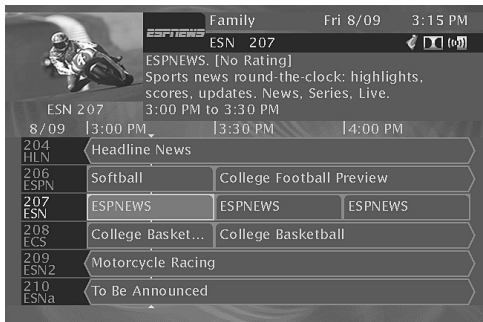 ESPNEWS
Family Fri 8/09 3:15 PM
ESN 207
ESPNEWS. [No Rating]
Sports news round-the-clock: highlights,
scores, updates. News, Series, Live.
3:00 PM to 3:30 PM
ESN 207
8/09 3:00 PM 3:30 PM 4:00 PM
204 HLN Headline News
206 ESPN Softball College Football Preview
207 ESN ESPNEWS ESPNEWS ESPNEWS
208 ECS College Basket... College Basketball
209 ESN2 Motorcycle Racing
210 ESNa To Be Announced